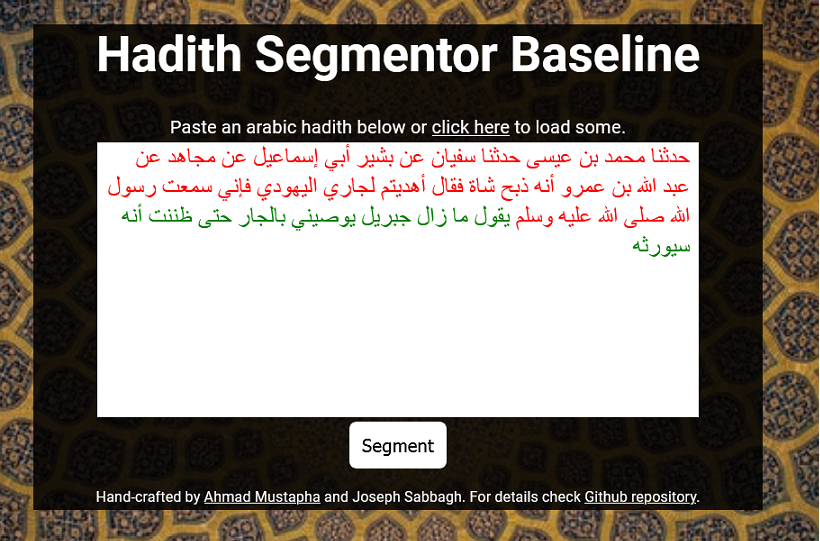 Hadith Segmentor Baseline
Paste an arabic hadith below or click here to load some.
حدثنا محمد بن عيسى حدثنا سفيان عن بشير أبي إسماعيل عن مجاهد عن
عبد الله بن عمرو أنه ذبح شاة فقال أهديتم لجاري اليهودي فإني سمعت رسول
الله صلى الله عليه وسلم يقول ما زال جبريل يوصيني بالجار حتى ظننت أنه
سيورثه
Segment
Hand-crafted by Ahmad Mustapha and Joseph Sabbagh. For details check Github repository.